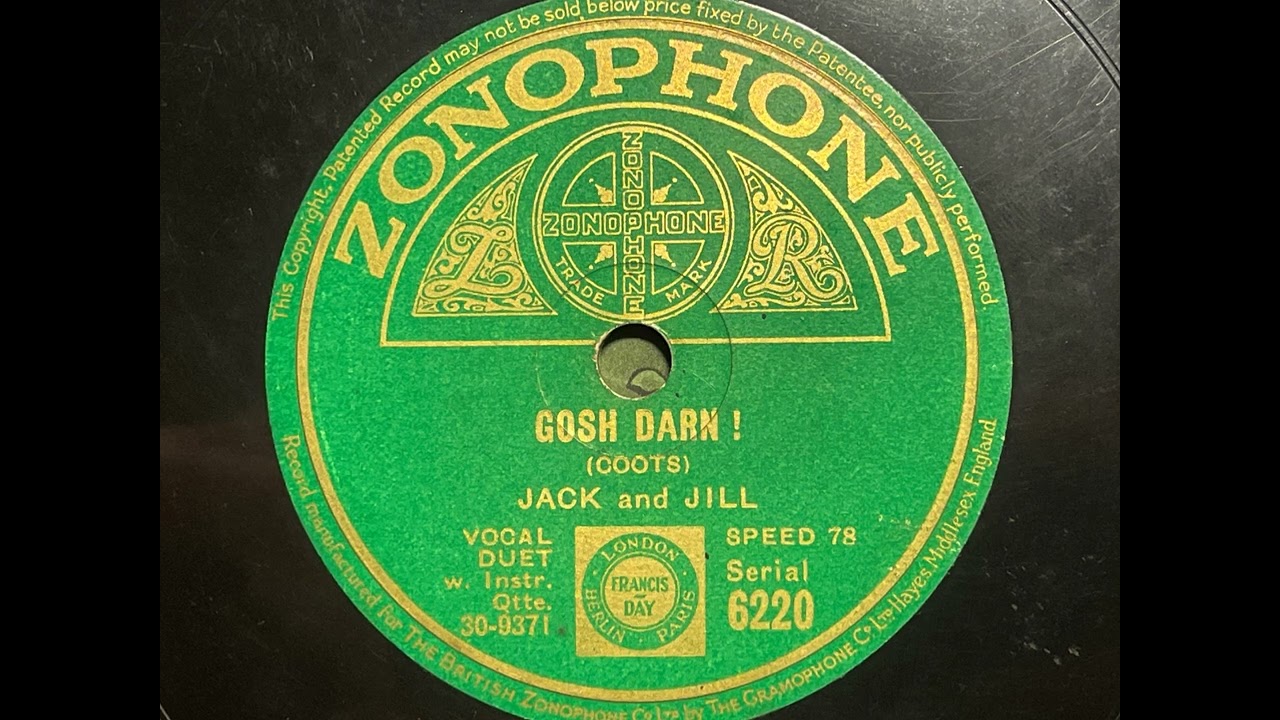 This Copyright, Patented Record may not be sold below price fixed by the Patentee, nor publicly performed.
ZONOPHONE
ZONOPHONE
ZONOPHONE
TRADE MARK
Z R
GOSH DARN !
(COOTS)
JACK and JILL
VOCAL
DUET
w. Instr.
Qtte.
30-9371
LONDON
FRANCIS
DAY
BERLIN · PARIS
SPEED 78
Serial
6220
Record manufactured for THE BRITISH ZONOPHONE Co Ltd by THE GRAMOPHONE Co Ltd Hayes, Middlesex, England.